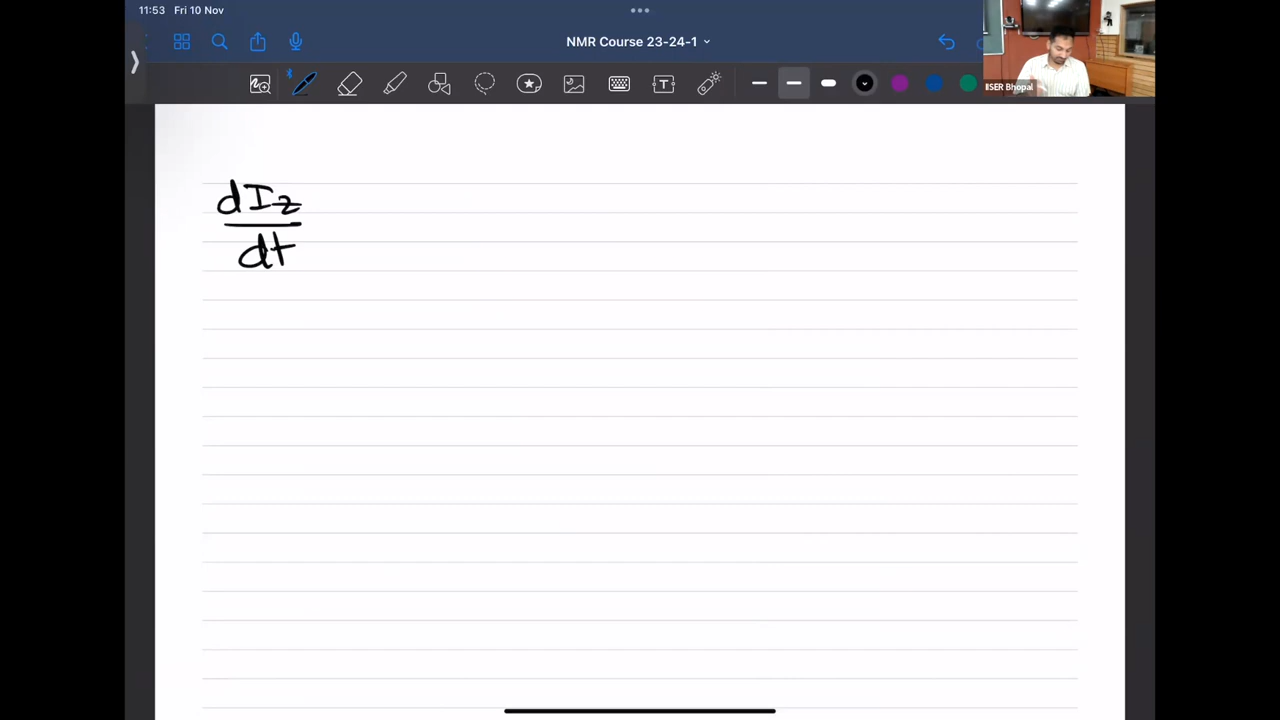 11:53 Fri 10 Nov
NMR Course 23-24-1
IISER Bhopal
dIz
dt